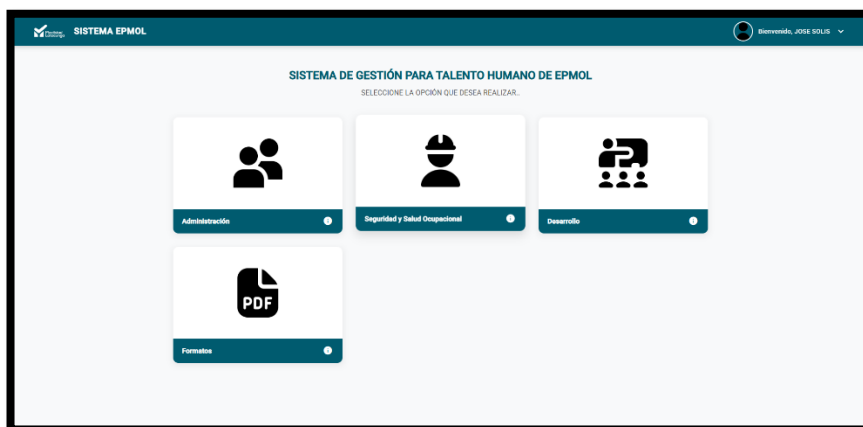 SISTEMA EPMOL
Bienvenido, JOSE SOLIS
SISTEMA DE GESTIÓN PARA TALENTO HUMANO DE EPMOL
SELECCIONE LA OPCIÓN QUE DESEA REALIZAR..
Administración
Seguridad y Salud Ocupacional
Desarrollo
PDF
Formatos